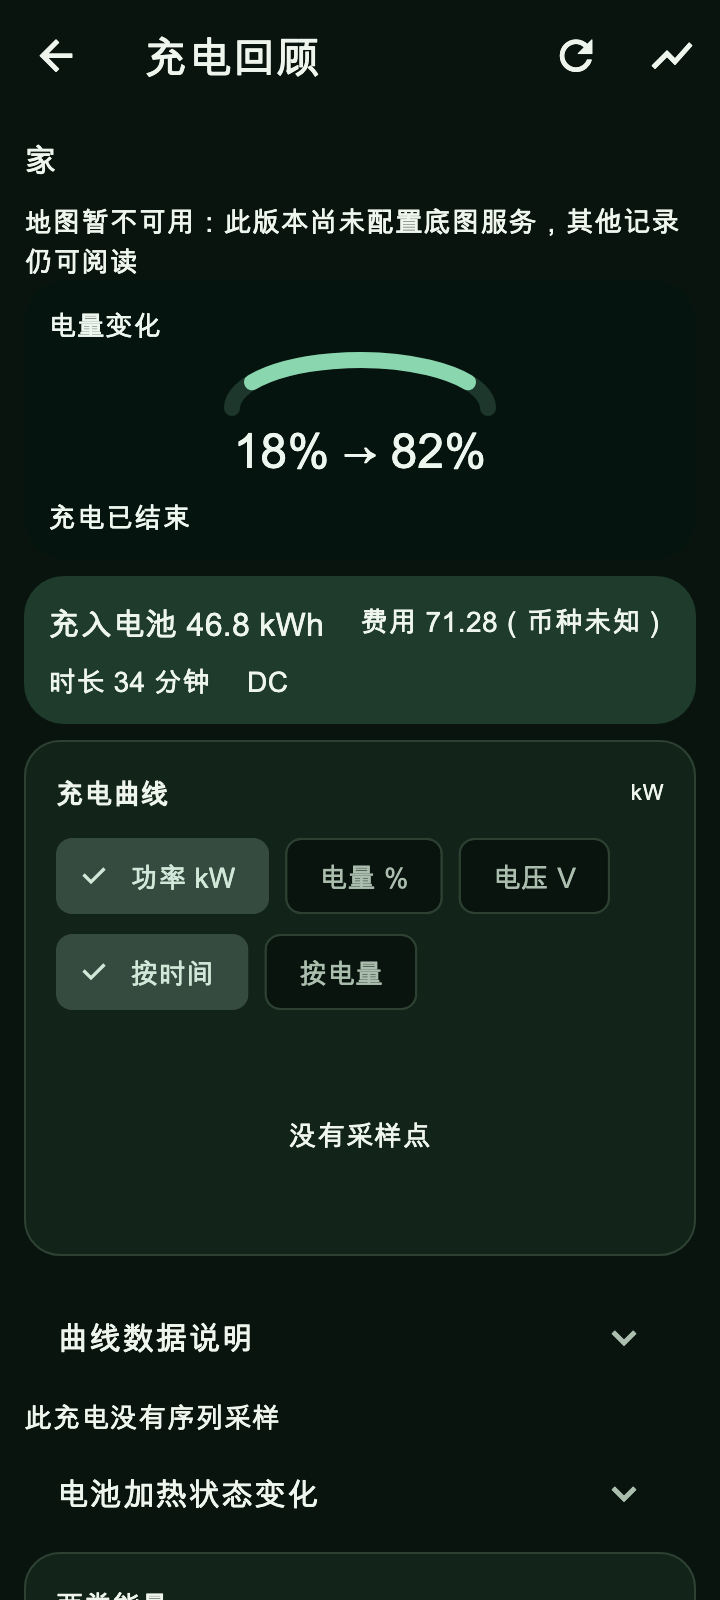 充电回顾
家
地图暂不可用：此版本尚未配置底图服务，其他记录
仍可阅读
电量变化
18% → 82%
充电已结束
充入电池 46.8 kWh 费用 71.28（币种未知）
时长 34 分钟 DC
充电曲线 kW
功率 kW 电量 % 电压 V
按时间 按电量
没有采样点
曲线数据说明
此充电没有序列采样
电池加热状态变化